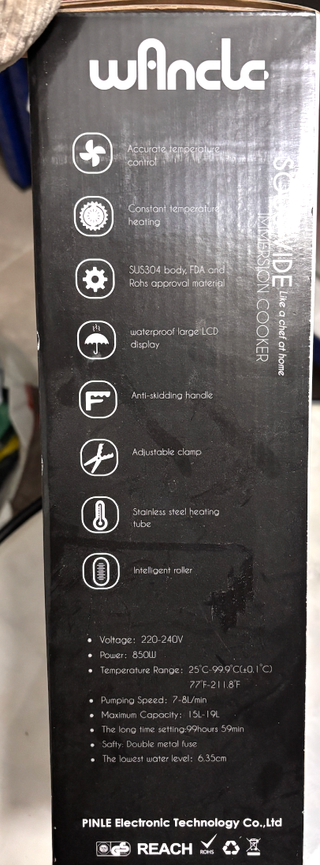 wAncle
Accurate temperature
control
Constant temperature
heating
SUS304 body, FDA and
Rohs approval material
waterproof large LCD
display
Anti-skidding handle
Adjustable clamp
Stainless steel heating
tube
Intelligent roller
SOUS VIDE Like a chef at home
IMMERSION COOKER
• Voltage: 220-240V
• Power: 850W
• Temperature Range: 25°C-99.9°C(±0.1°C)
77°F-211.8°F
• Pumping Speed: 7-8L/min
• Maximum Capacity: 15L-19L
• The long time setting:99hours 59min
• Safty: Double metal fuse
• The lowest water level: 6.35cm
PINLE Electronic Technology Co.,Ltd
REACH ROHS